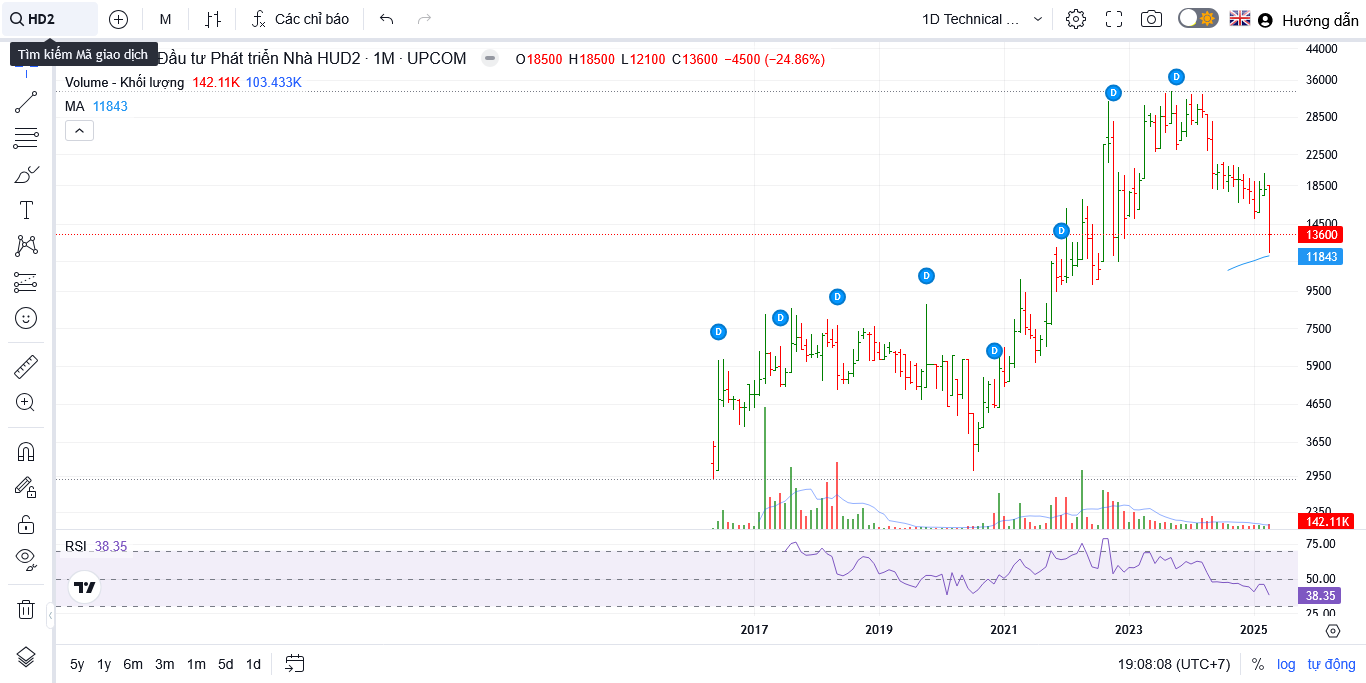 HD2 M Các chỉ báo 1D Technical ... Hướng dẫn
Tìm kiếm Mã giao dịch
Đầu tư Phát triển Nhà HUD2 · 1M · UPCOM O18500 H18500 L12100 C13600 −4500 (−24.86%)
Volume - Khối lượng 142.11K 103.433K
MA 11843
44000
36000
28500
22500
18500
14500
13600
11843
9500
7500
5900
4650
3650
2950
2250
142.11K
D
D
D
D
D
D
D
D
RSI 38.35
75.00
50.00
38.35
25.00
2017 2019 2021 2023 2025
5y 1y 6m 3m 1m 5d 1d 19:08:08 (UTC+7) % log tự động